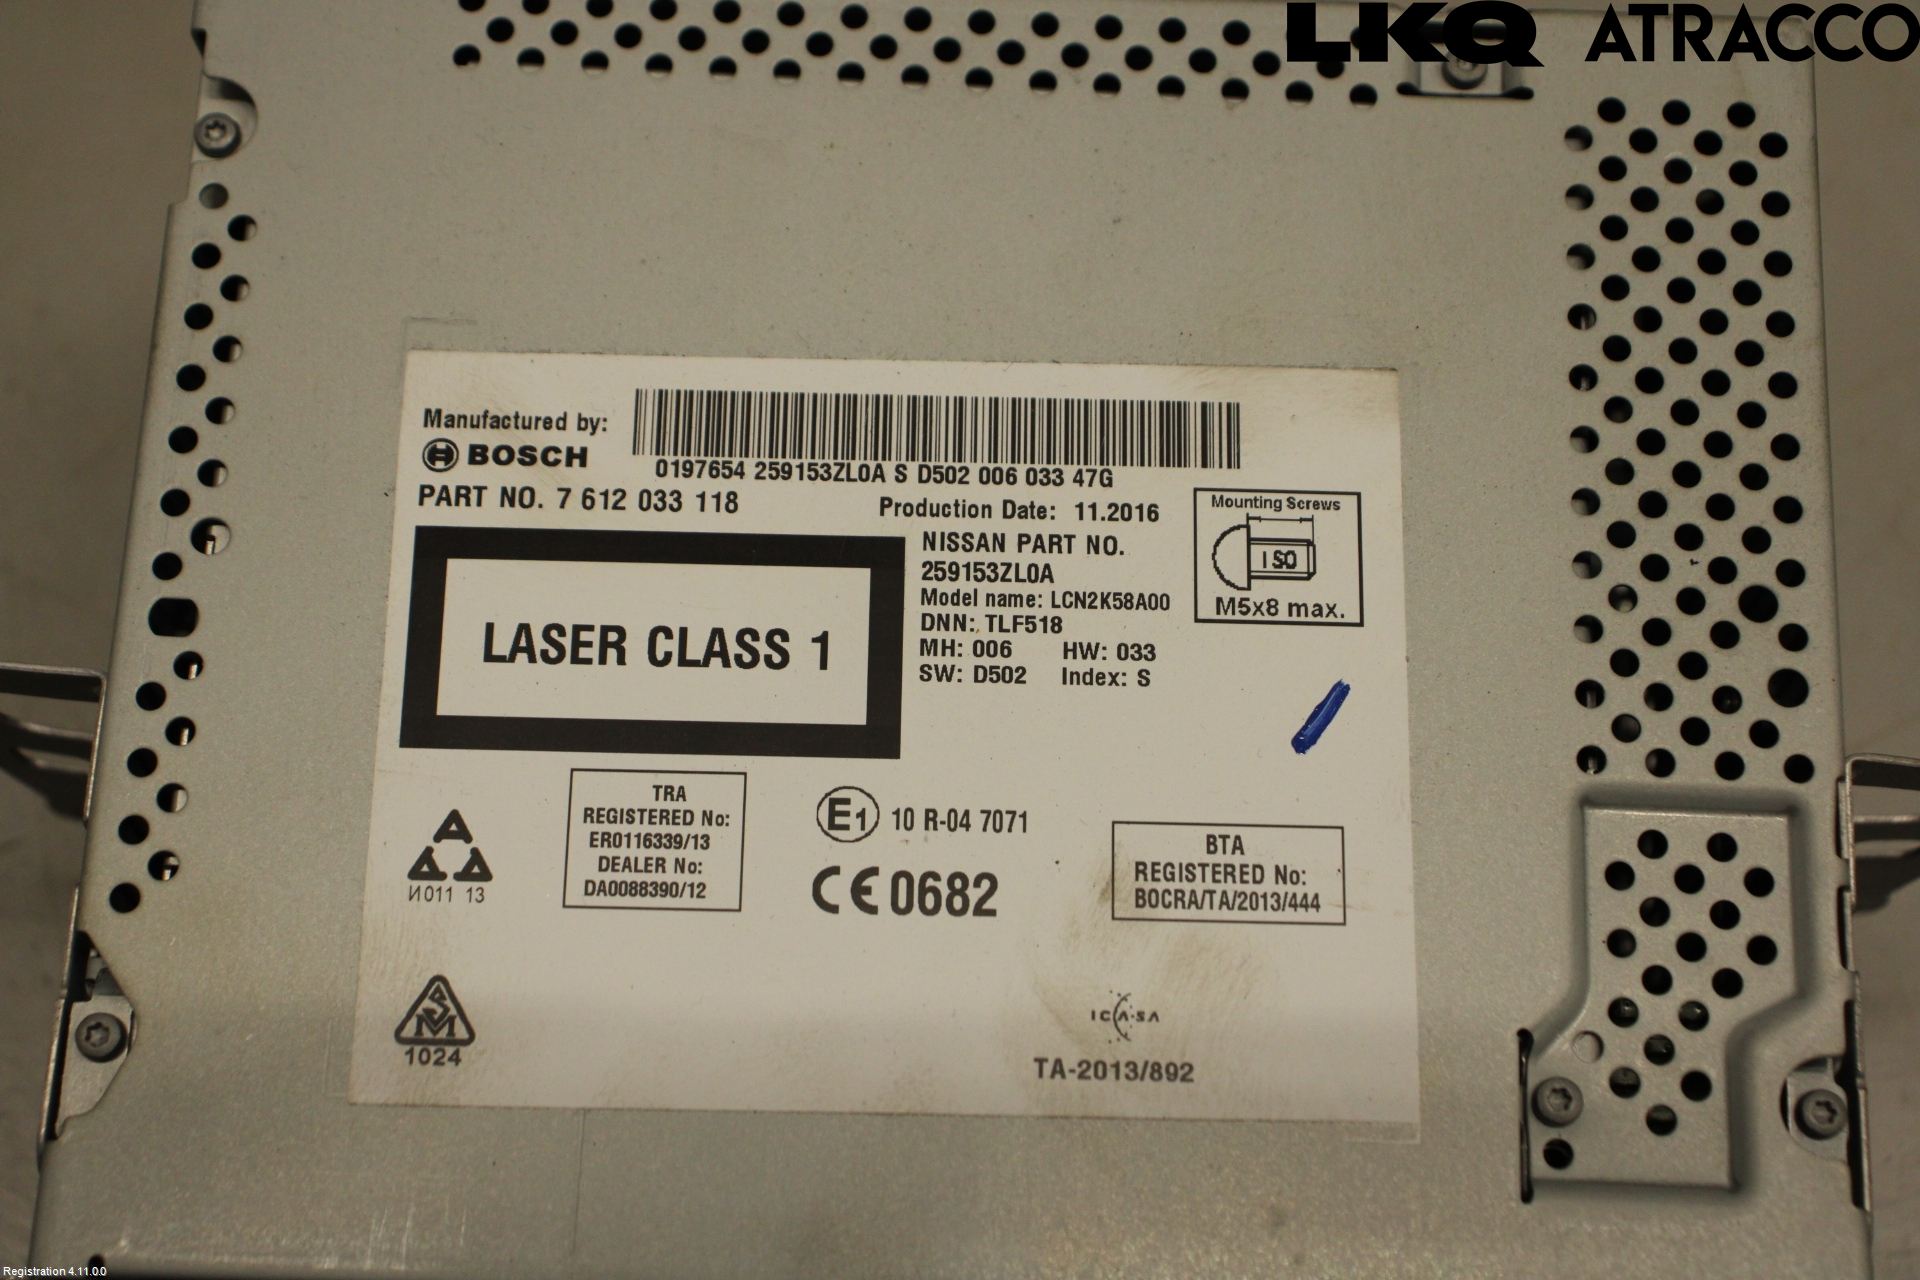 LKQ ATRACCO
Manufactured by:
BOSCH
0197654 259153ZL0A S D502 006 033 47G
PART NO. 7 612 033 118
Production Date: 11.2016
Mounting Screws
ISO
M5x8 max.
NISSAN PART NO.
259153ZL0A
Model name: LCN2K58A00
DNN: TLF518
MH: 006 HW: 033
SW: D502 Index: S
LASER CLASS 1
И011 13
TRA
REGISTERED No:
ER0116339/13
DEALER No:
DA0088390/12
E1 10 R-04 7071
CE 0682
BTA
REGISTERED No:
BOCRA/TA/2013/444
SM
1024
ICASA
TA-2013/892
Registration 4.11.0.0